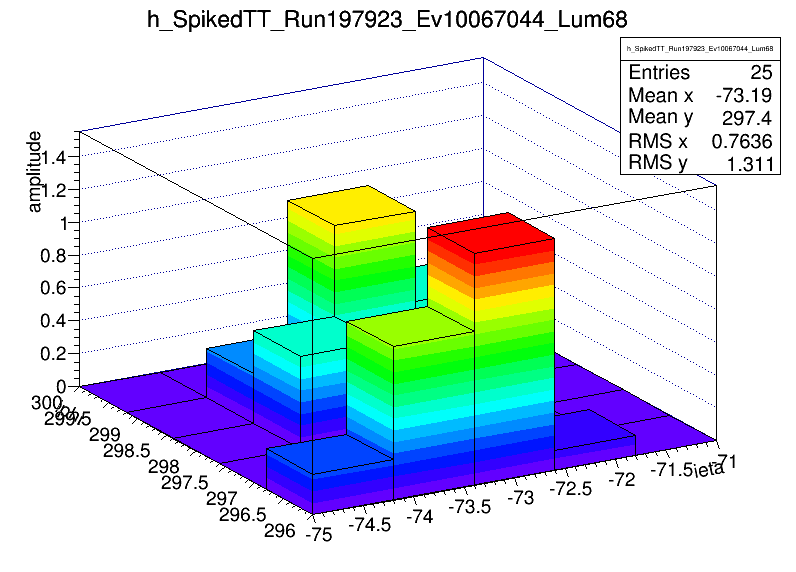 h_SpikedTT_Run197923_Ev10067044_Lum68
h_SpikedTT_Run197923_Ev10067044_Lum68
Entries 25
Mean x -73.19
Mean y 297.4
RMS x 0.7636
RMS y 1.311
amplitude
1.4
1.2
1
0.8
0.6
0.4
0.2
0
300
299.5
299
298.5
298
297.5
297
296.5
296
-75
-74.5
-74
-73.5
-73
-72.5
-72
-71.5
-71
ieta